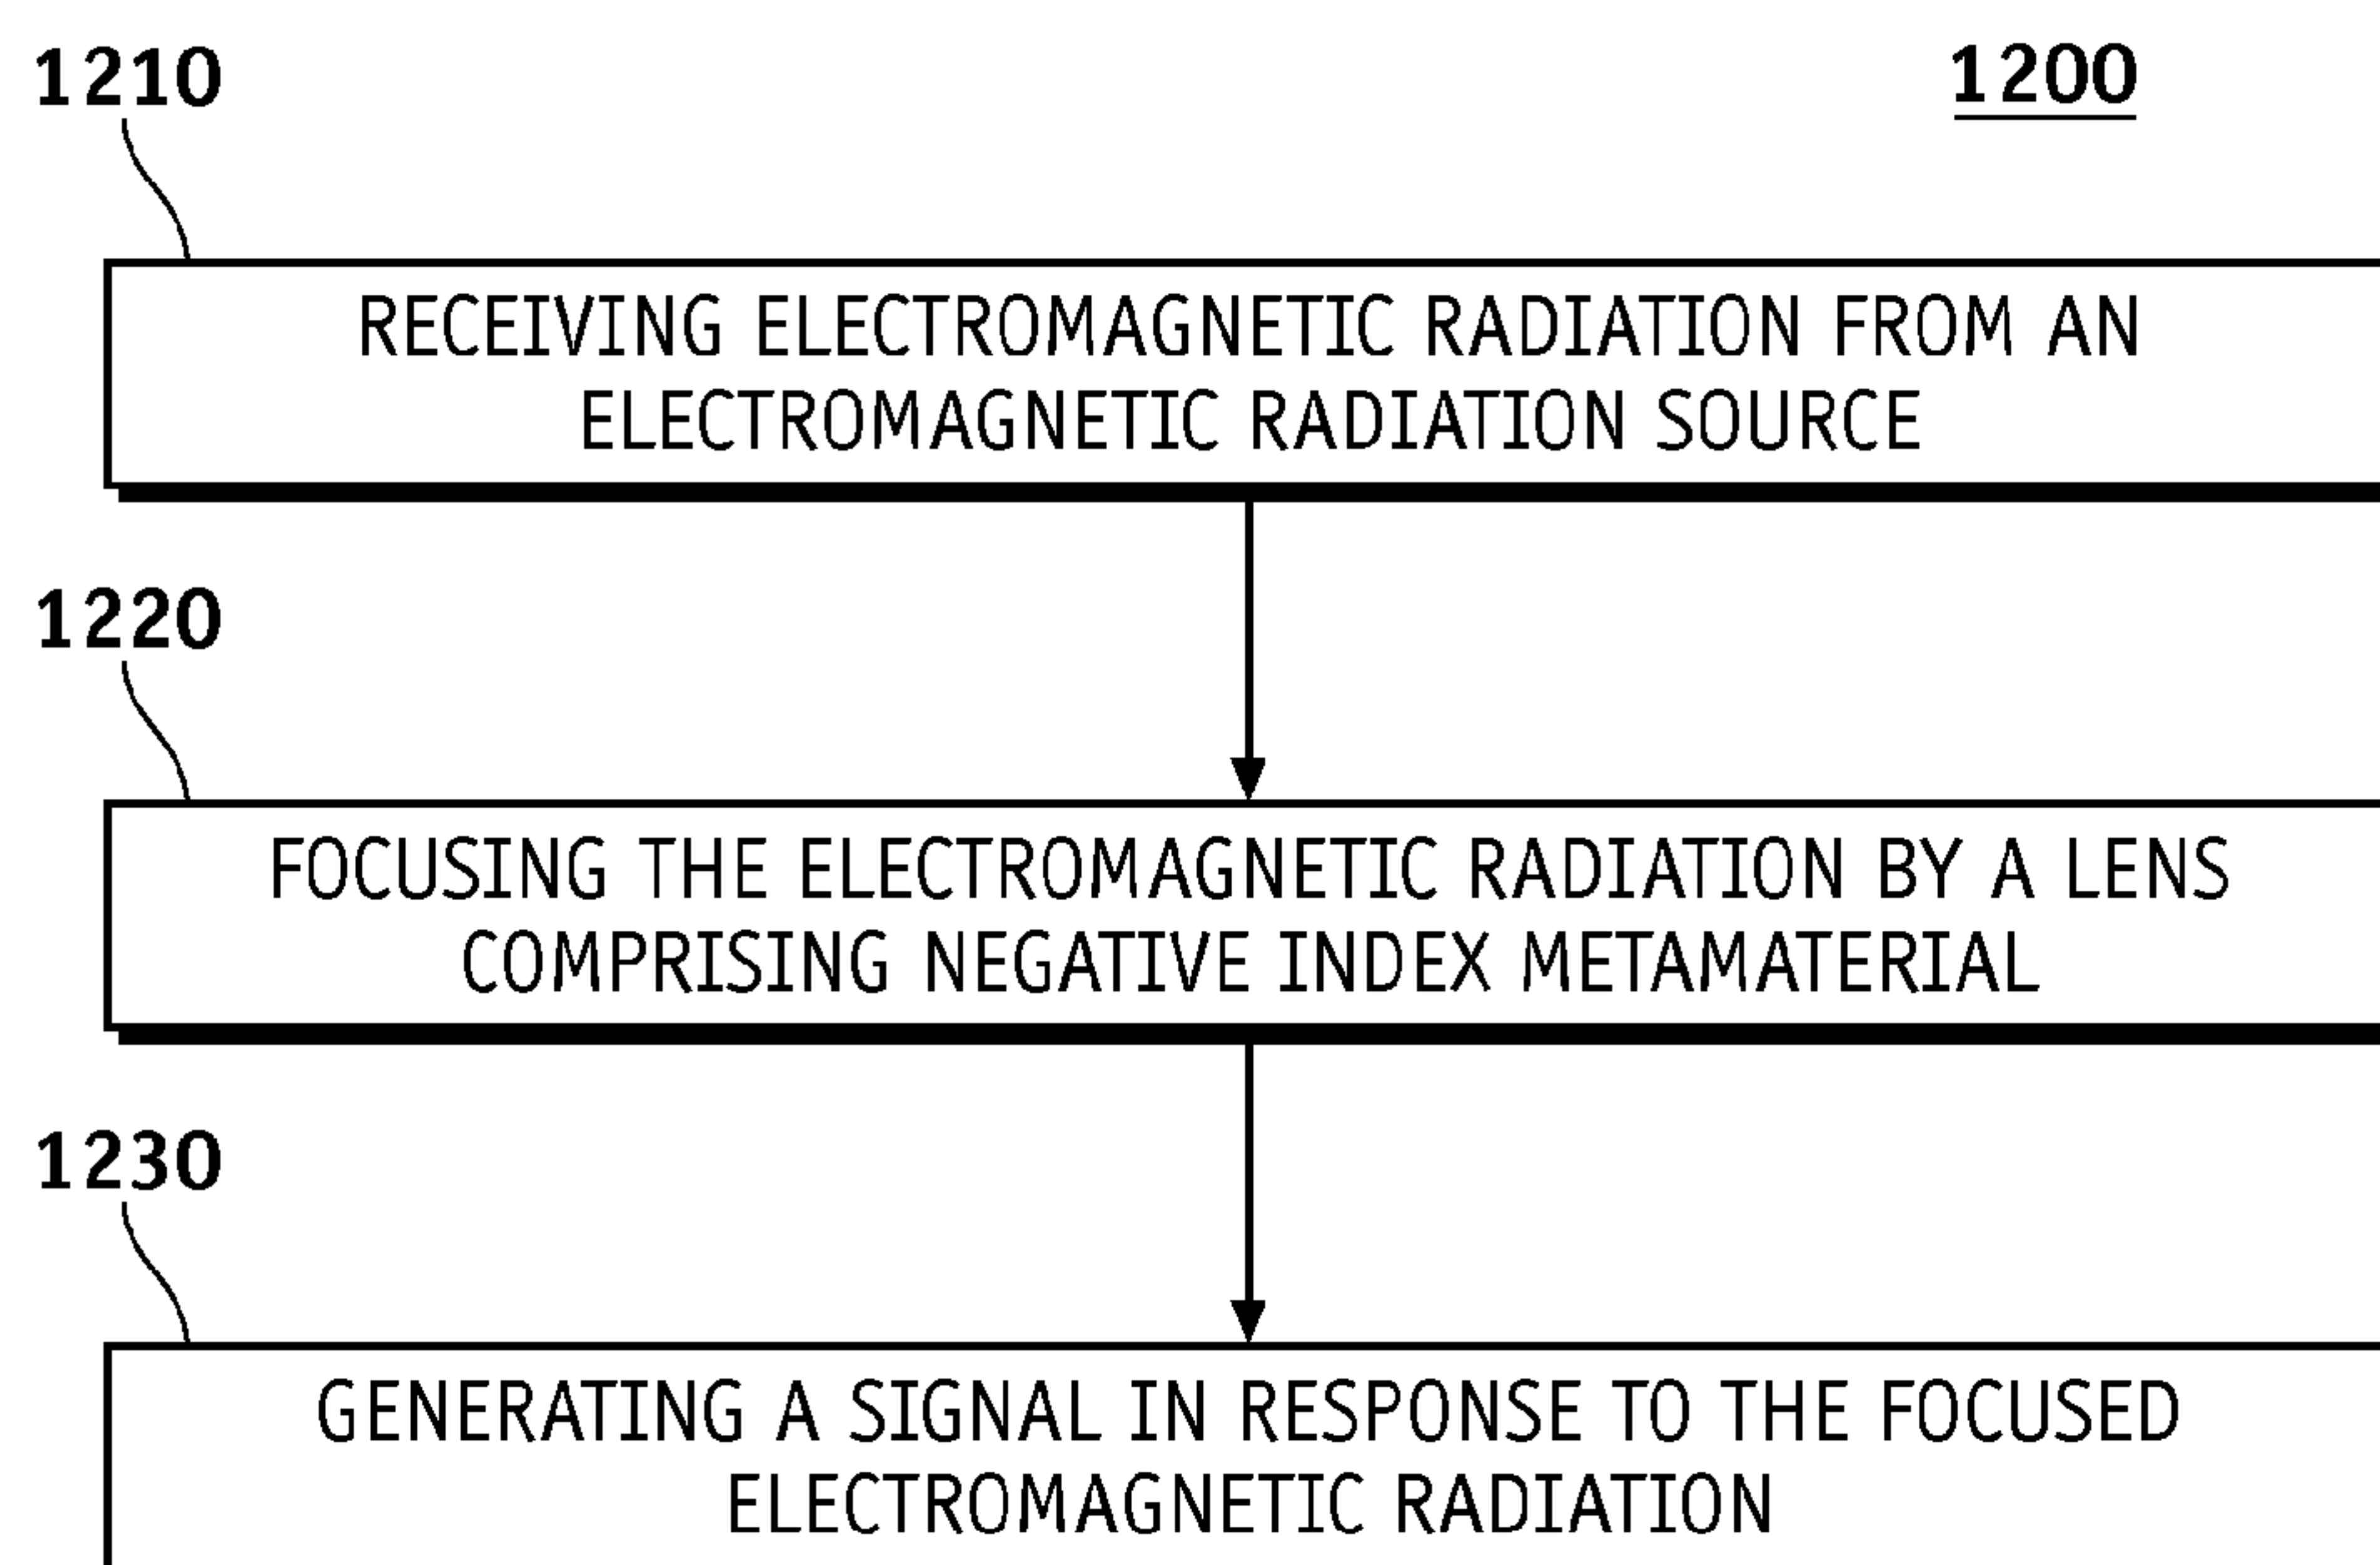 1210
1200
RECEIVING ELECTROMAGNETIC RADIATION FROM AN
ELECTROMAGNETIC RADIATION SOURCE
1220
FOCUSING THE ELECTROMAGNETIC RADIATION BY A LENS
COMPRISING NEGATIVE INDEX METAMATERIAL
1230
GENERATING A SIGNAL IN RESPONSE TO THE FOCUSED
ELECTROMAGNETIC RADIATION